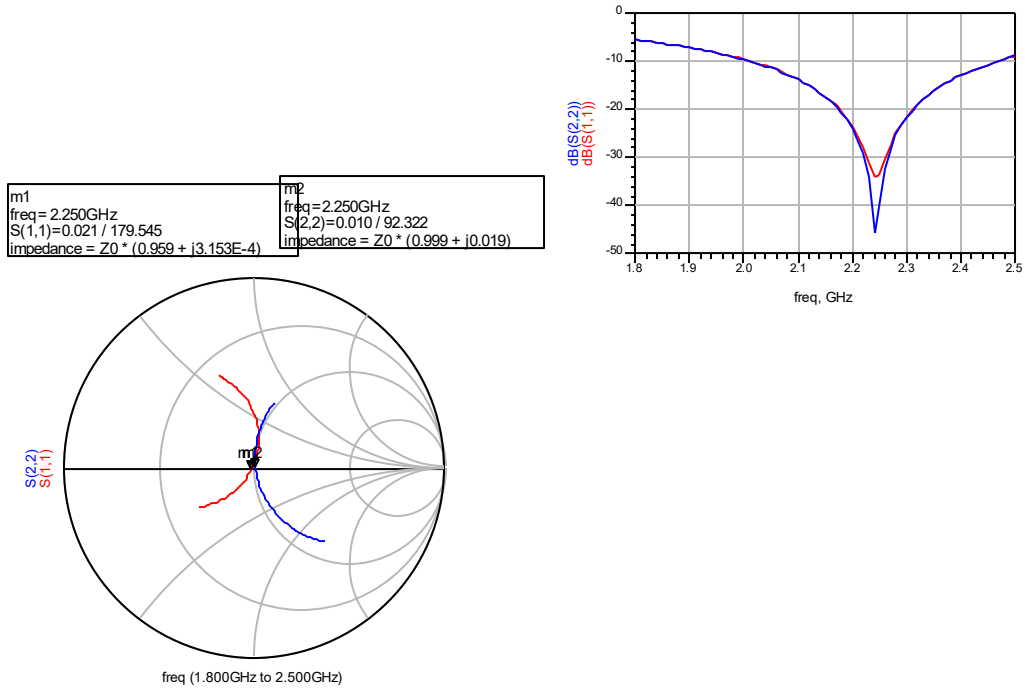 m1
freq=2.250GHz
S(1,1)=0.021 / 179.545
impedance = Z0 * (0.959 + j3.153E-4)
m2
freq=2.250GHz
S(2,2)=0.010 / 92.322
impedance = Z0 * (0.999 + j0.019)
0
-10
-20
-30
-40
-50
dB(S(2,2))
dB(S(1,1))
1.8 1.9 2.0 2.1 2.2 2.3 2.4 2.5
freq, GHz
m2
S(2,2)
S(1,1)
freq (1.800GHz to 2.500GHz)